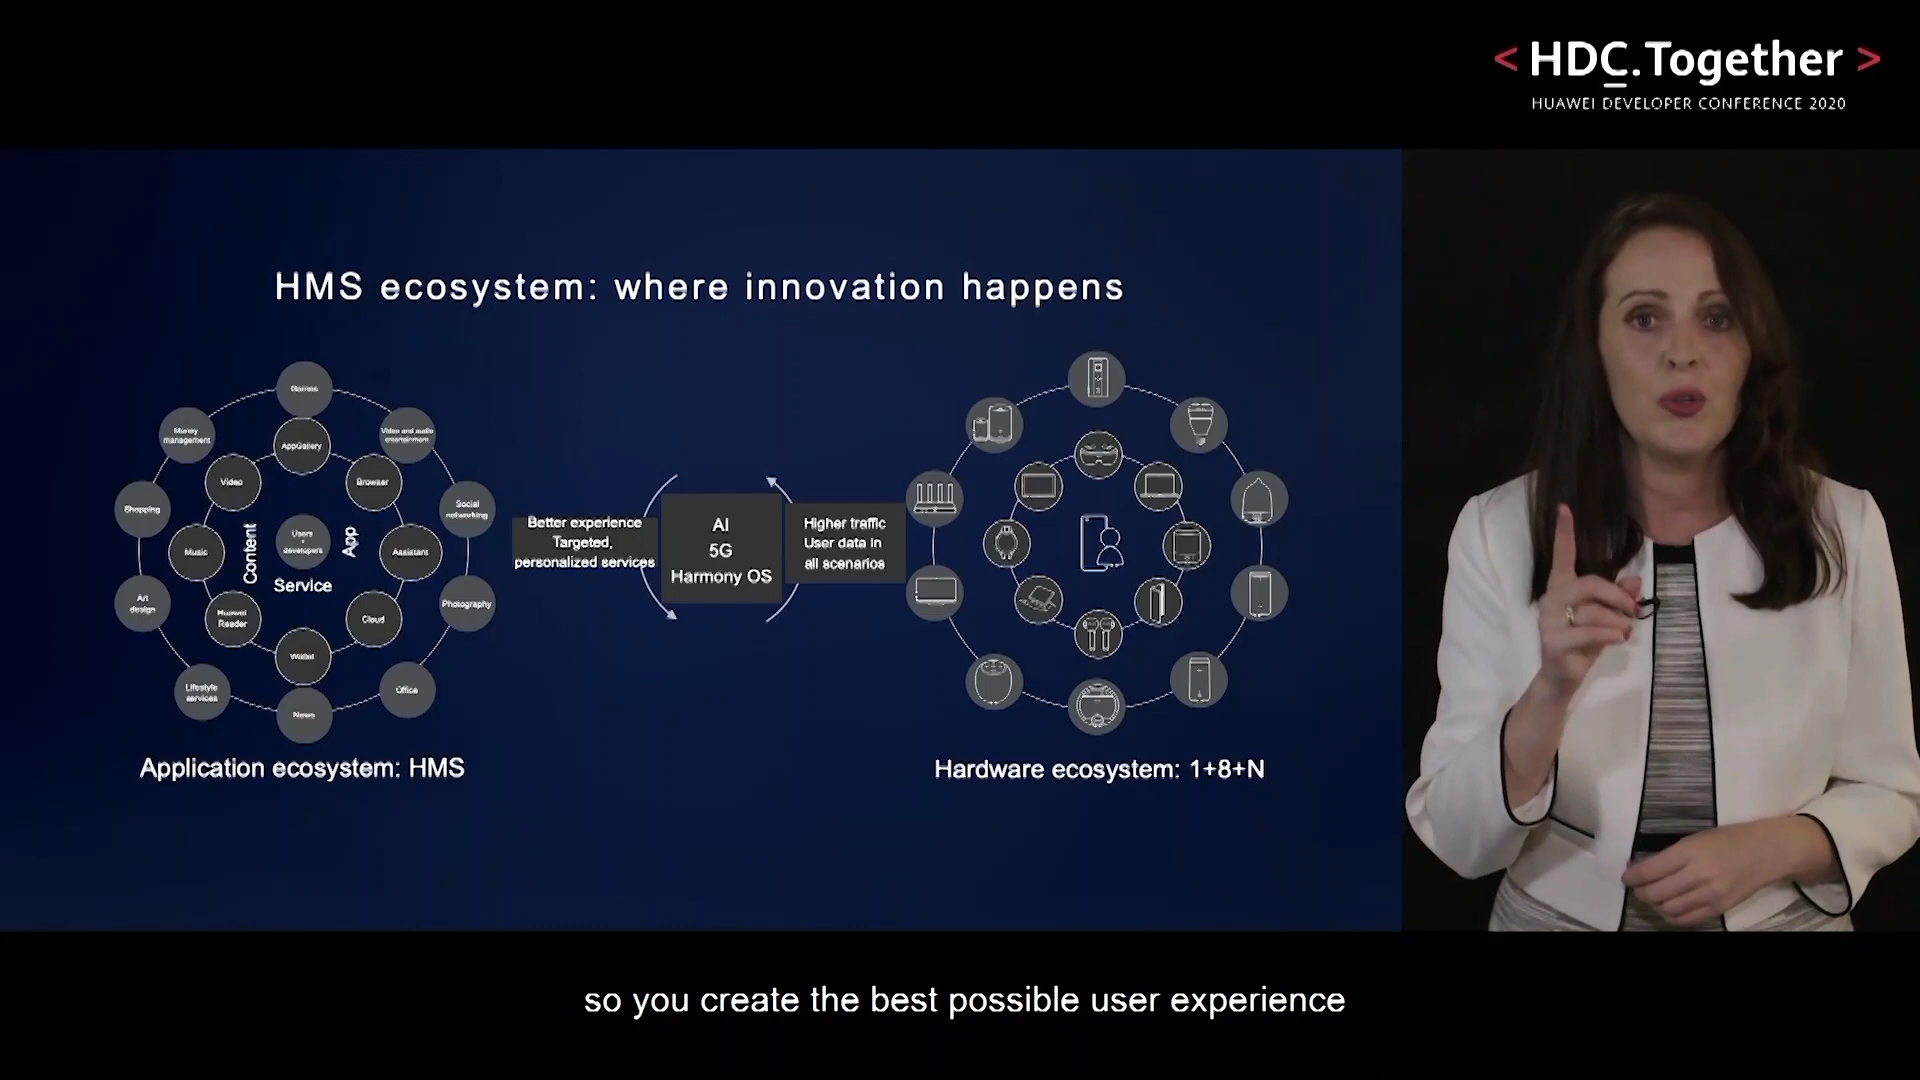 < HDC.Together >
HUAWEI DEVELOPER CONFERENCE 2020
HMS ecosystem: where innovation happens
Games
Money
management
Video and audio
entertainment
AppGallery
Video
Browser
Shopping
Social
networking
Users
+
developers
Content
App
Service
Music
Assistant
Art
design
Huawei
Reader
Cloud
Photography
Wallet
Lifestyle
services
Office
News
Application ecosystem: HMS
Better experience
Targeted,
personalized services
AI
5G
Harmony OS
Higher traffic
User data in
all scenarios
Hardware ecosystem: 1+8+N
so you create the best possible user experience